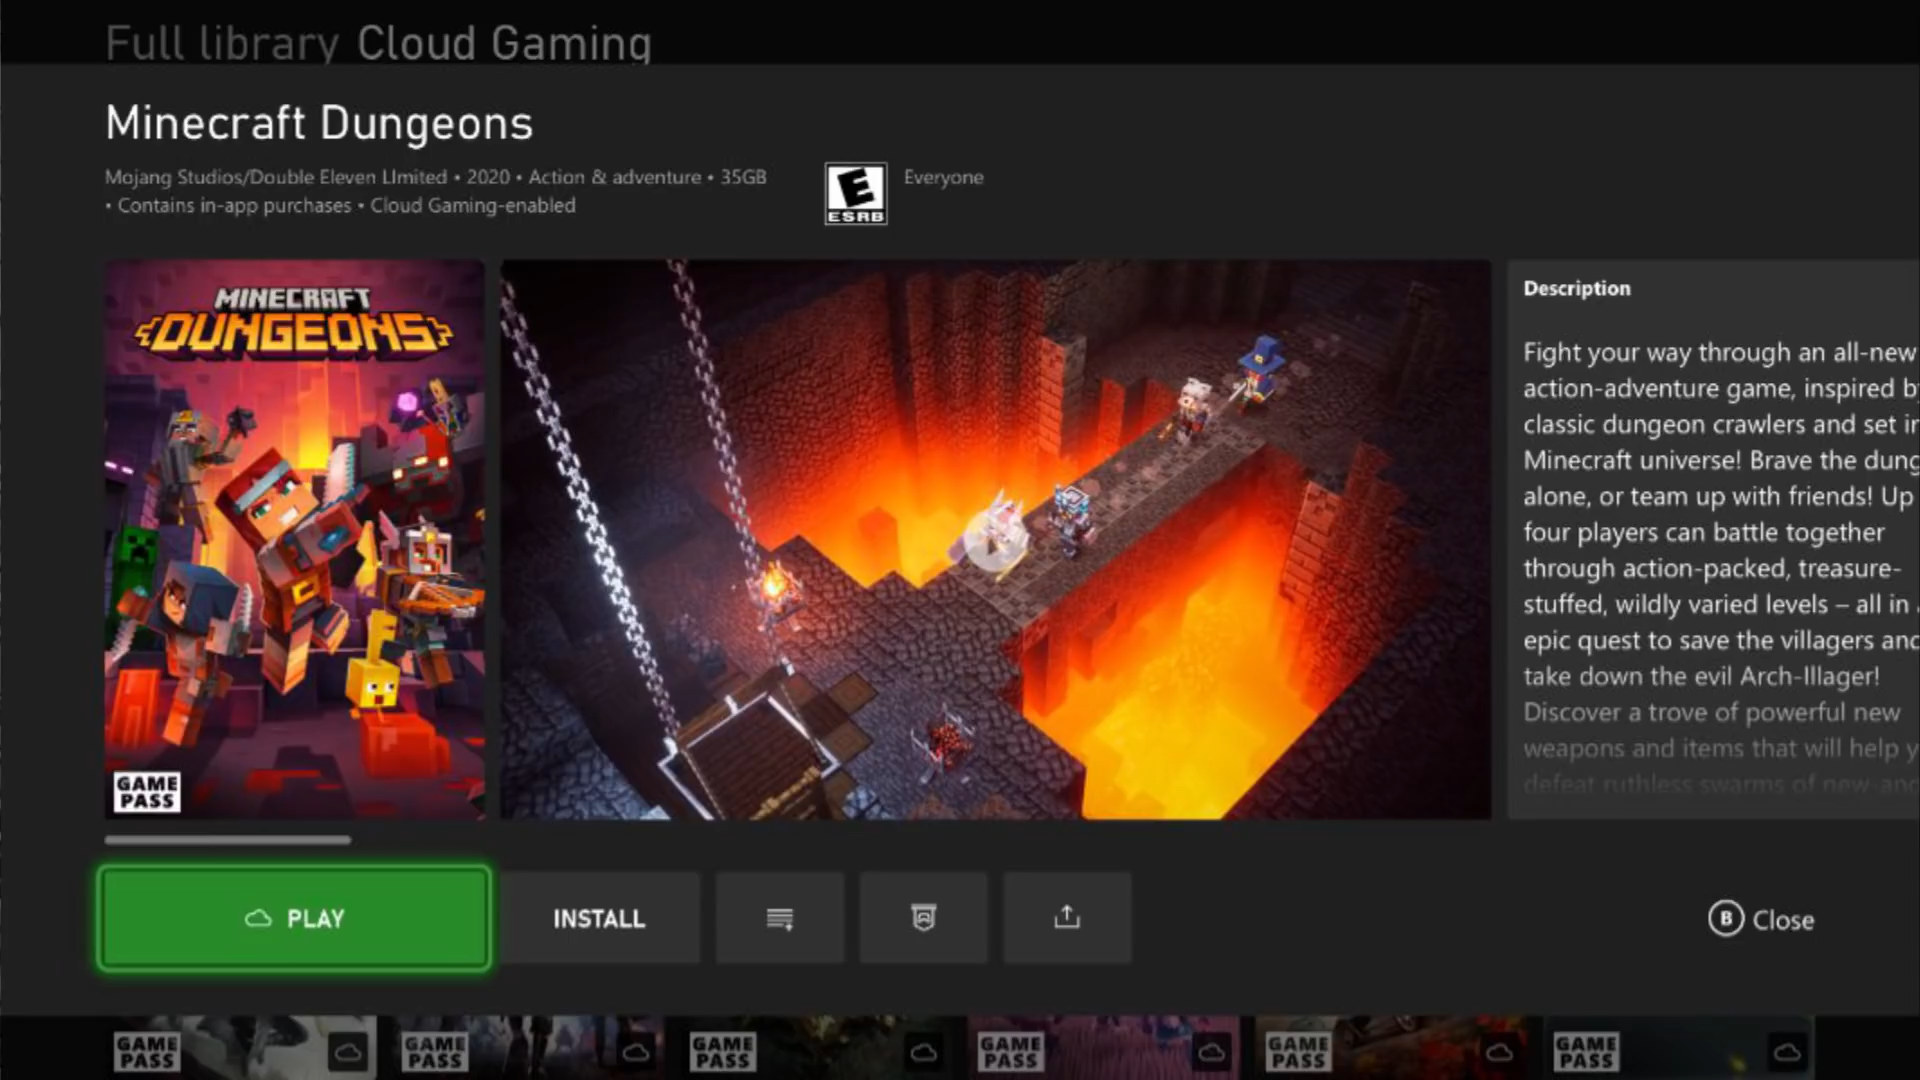 Full library Cloud Gaming
Minecraft Dungeons
Mojang Studios/Double Eleven LImited • 2020 • Action & adventure • 35GB
• Contains in-app purchases • Cloud Gaming-enabled
E
ESRB
Everyone
MINECRAFT
DUNGEONS
GAME
PASS
Description
Fight your way through an all-new
action-adventure game, inspired
classic dungeon crawlers and set
Minecraft universe! Brave the
alone, or team up with friends! Up
four players can battle together
through action-packed, treasure-
stuffed, wildly varied levels – all in
epic quest to save the villagers
take down the evil Arch-Illager!
Discover a trove of powerful new
weapons and items that will help
defeat ruthless swarms of new
PLAY
INSTALL
B Close
GAME
PASS
GAME
PASS
GAME
PASS
GAME
PASS
GAME
PASS
GAME
PASS